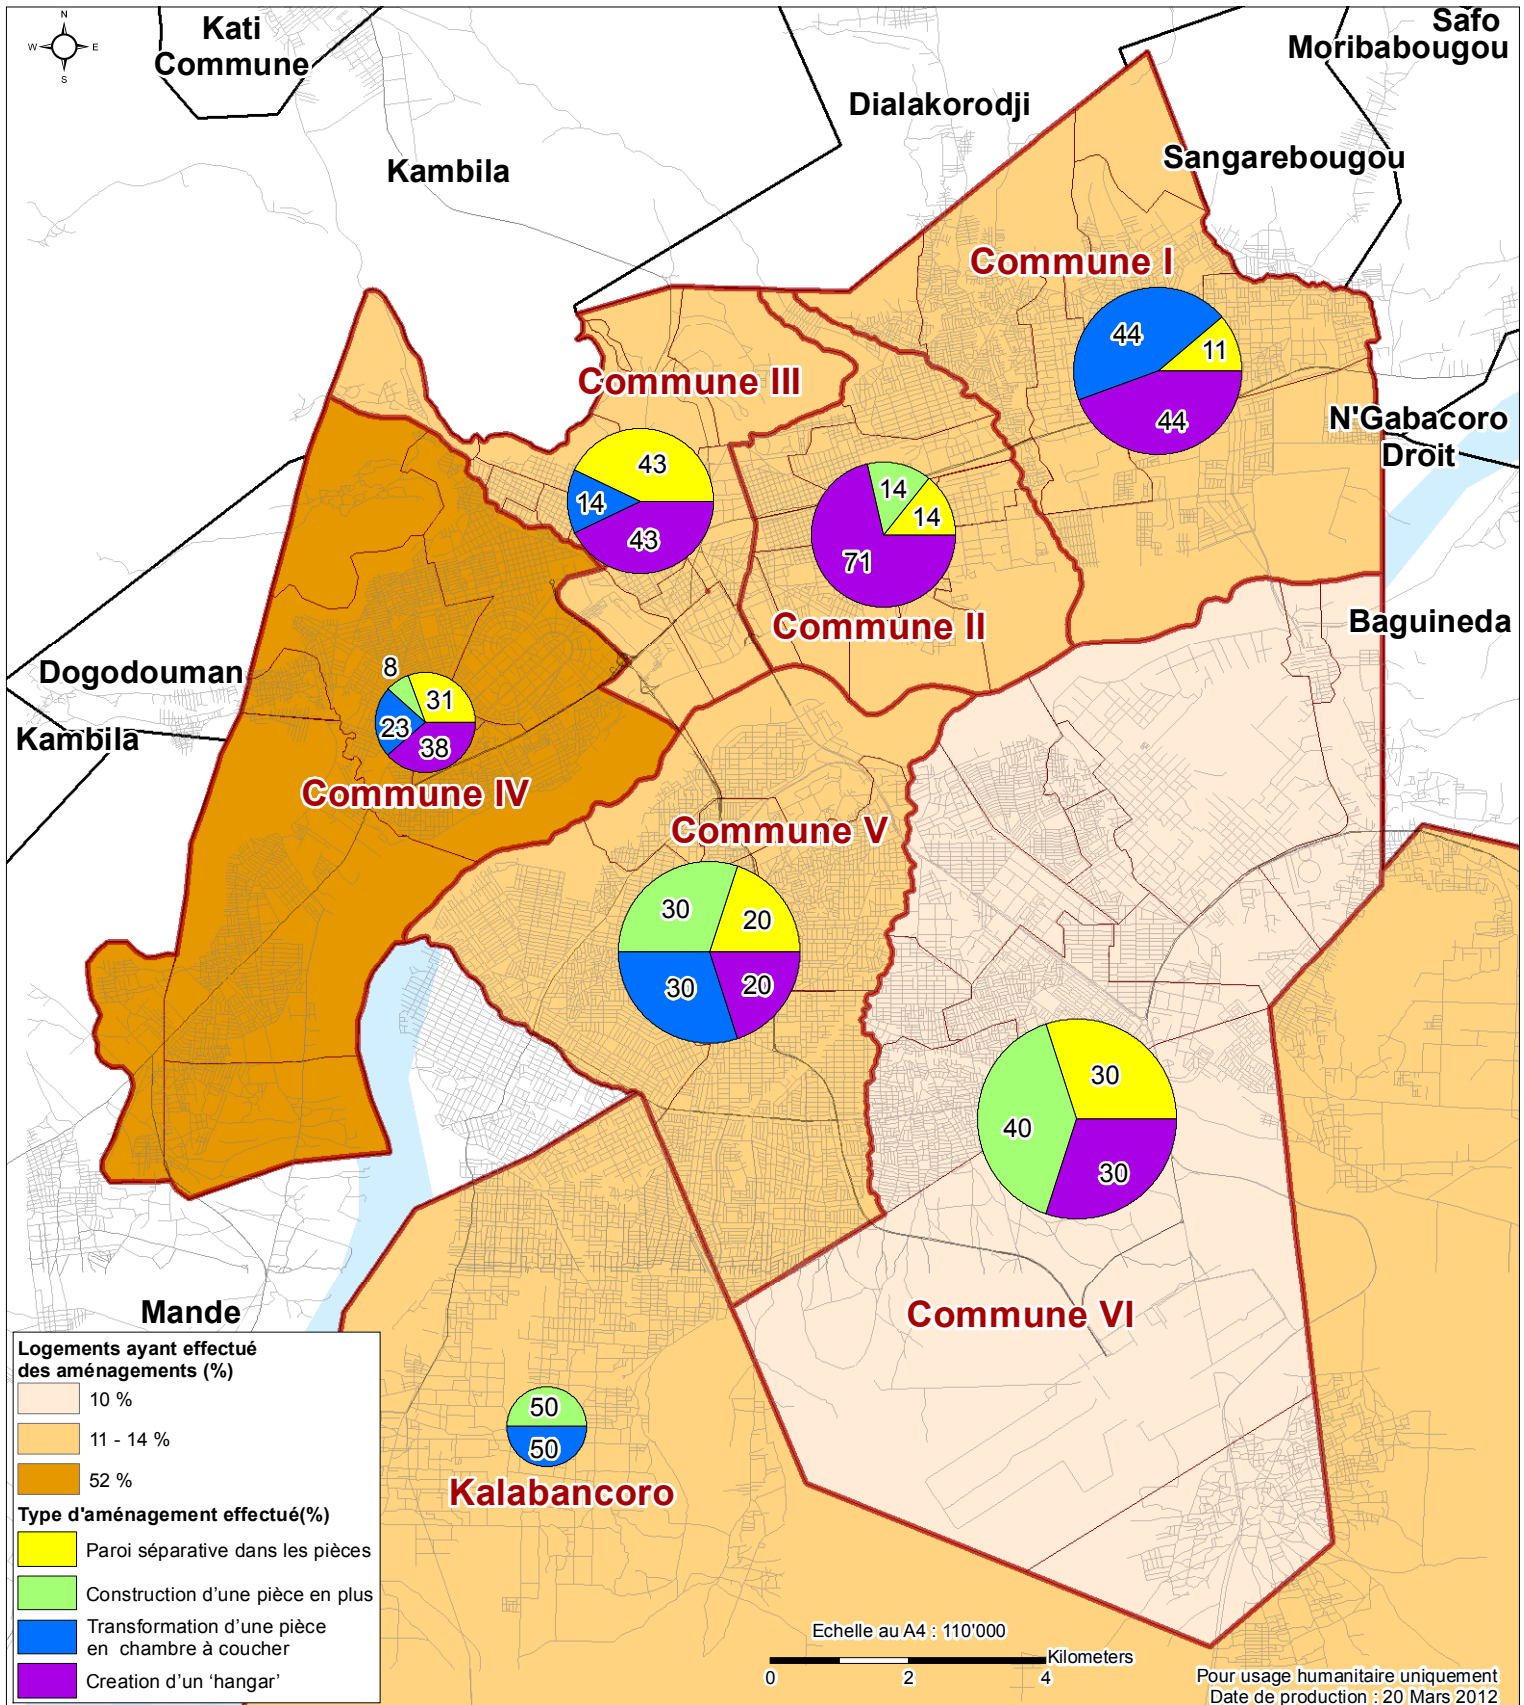 N
W
E
S
Kati
Commune
Safo
Moribabougou
Dialakorodji
Kambila
Sangarebougou
Commune I
44
11
44
Commune III
43
14
43
N'Gabacoro
Droit
14
14
71
Commune II
Baguineda
Dogodouman
8
31
23
38
Kambila
Commune IV
Commune V
30
20
30
20
30
40
30
Commune VI
Mande
50
50
Kalabancoro
Logements ayant effectué
des aménagements (%)
10 %
11 - 14 %
52 %
Type d'aménagement effectué(%)
Paroi séparative dans les pièces
Construction d'une pièce en plus
Transformation d'une pièce
en chambre à coucher
Creation d'un 'hangar'
Echelle au A4 : 110'000
Kilometers
0 2 4
Pour usage humanitaire uniquement
Date de production : 20 Mars 2012